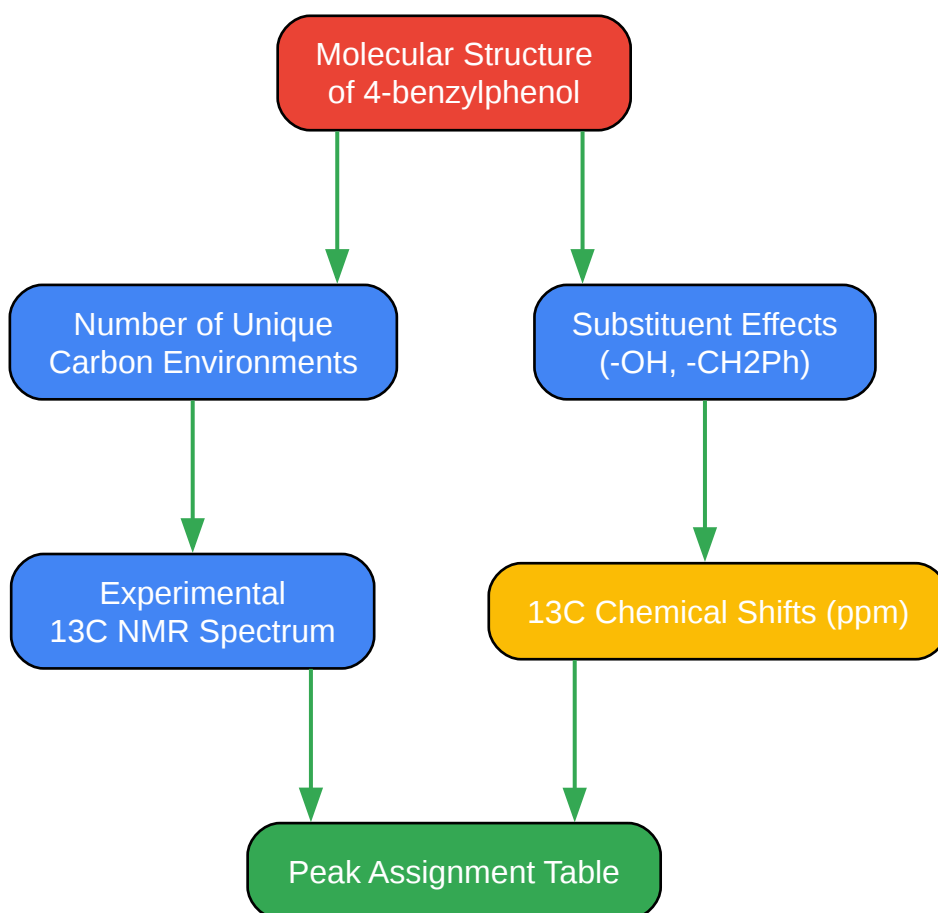 Molecular Structure
of 4-benzylphenol
Number of Unique
Carbon Environments
Substituent Effects
(-OH, -CH2Ph)
Experimental
13C NMR Spectrum
13C Chemical Shifts (ppm)
Peak Assignment Table